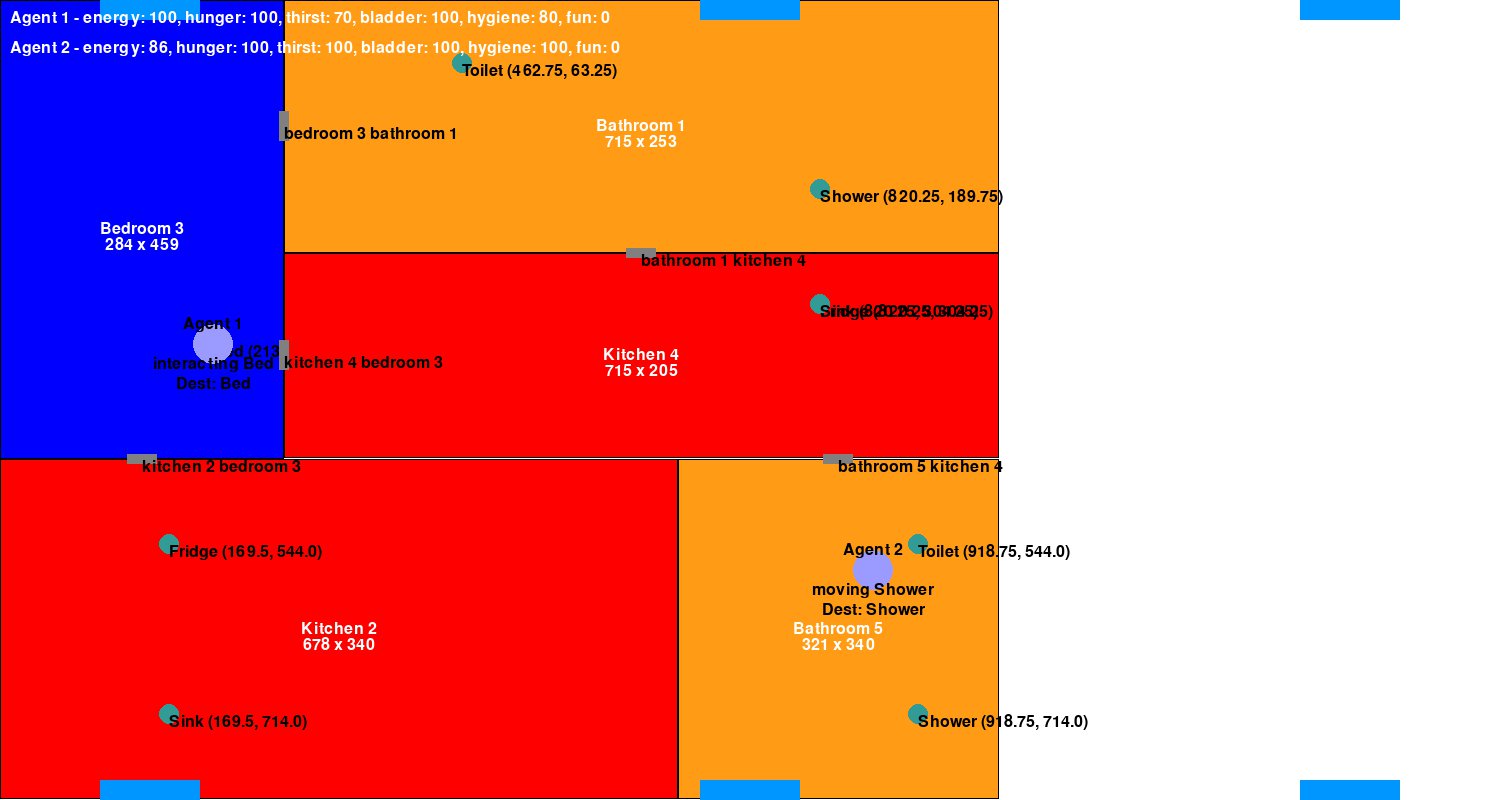 Agent 1 - energy: 100, hunger: 100, thirst: 70, bladder: 100, hygiene: 80, fun: 0
Agent 2 - energy: 86, hunger: 100, thirst: 100, bladder: 100, hygiene: 100, fun: 0
Toilet (462.75, 63.25)
bedroom 3 bathroom 1
Bathroom 1
715 x 253
Shower (820.25, 189.75)
Bedroom 3
284 x 459
bathroom 1 kitchen 4
Agent 1
interacting Bed
Dest: Bed
Kitchen 4
715 x 205
kitchen 4 bedroom 3
kitchen 2 bedroom 3
bathroom 5 kitchen 4
Fridge (169.5, 544.0)
Agent 2
Toilet (918.75, 544.0)
moving Shower
Dest: Shower
Kitchen 2
678 x 340
Bathroom 5
321 x 340
Sink (169.5, 714.0)
Shower (918.75, 714.0)